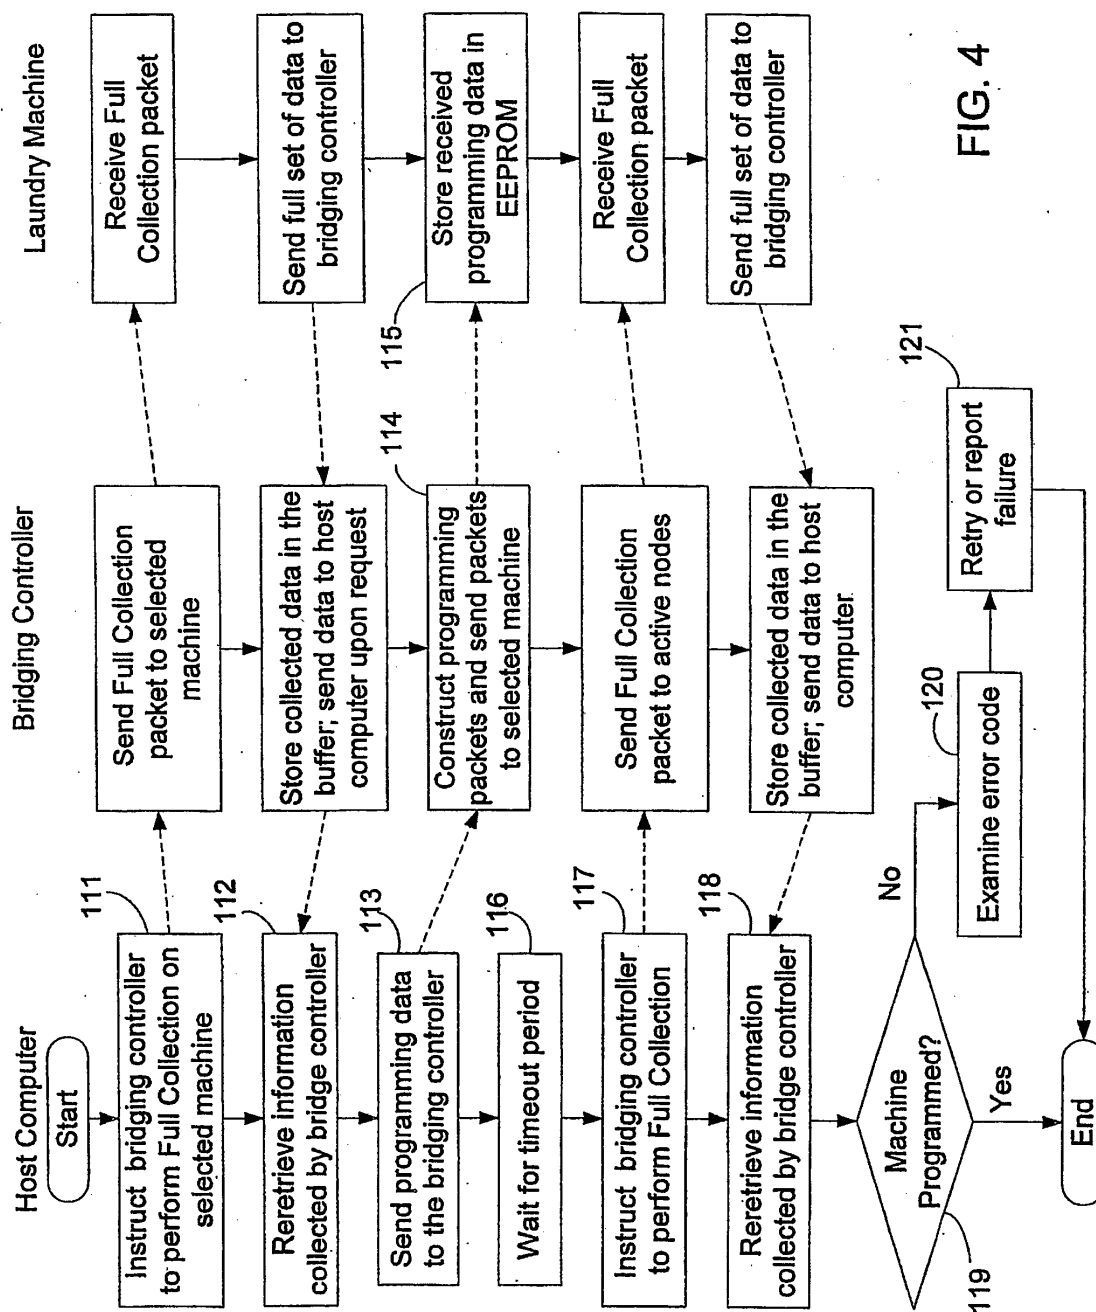 Host Computer
Bridging Controller
Laundry Machine
Start
111
Instruct bridging controller
to perform Full Collection on
selected machine
Send Full Collection
packet to selected
machine
Receive Full
Collection packet
112
Reretrieve information
collected by bridge controller
Store collected data in the
buffer; send data to host
computer upon request
Send full set of data to
bridging controller
113
Send programming data
to the bridging controller
114
Construct programming
packets and send packets
to selected machine
115
Store received
programming data in
EEPROM
116
Wait for timeout period
117
Instruct bridging controller
to perform Full Collection
Send Full Collection
packet to active nodes
Receive Full
Collection packet
118
Reretrieve information
collected by bridge controller
Store collected data in the
buffer; send data to host
computer
Send full set of data to
bridging controller
119
Machine
Programmed?
No
Yes
120
Examine error code
121
Retry or report
failure
End
FIG. 4